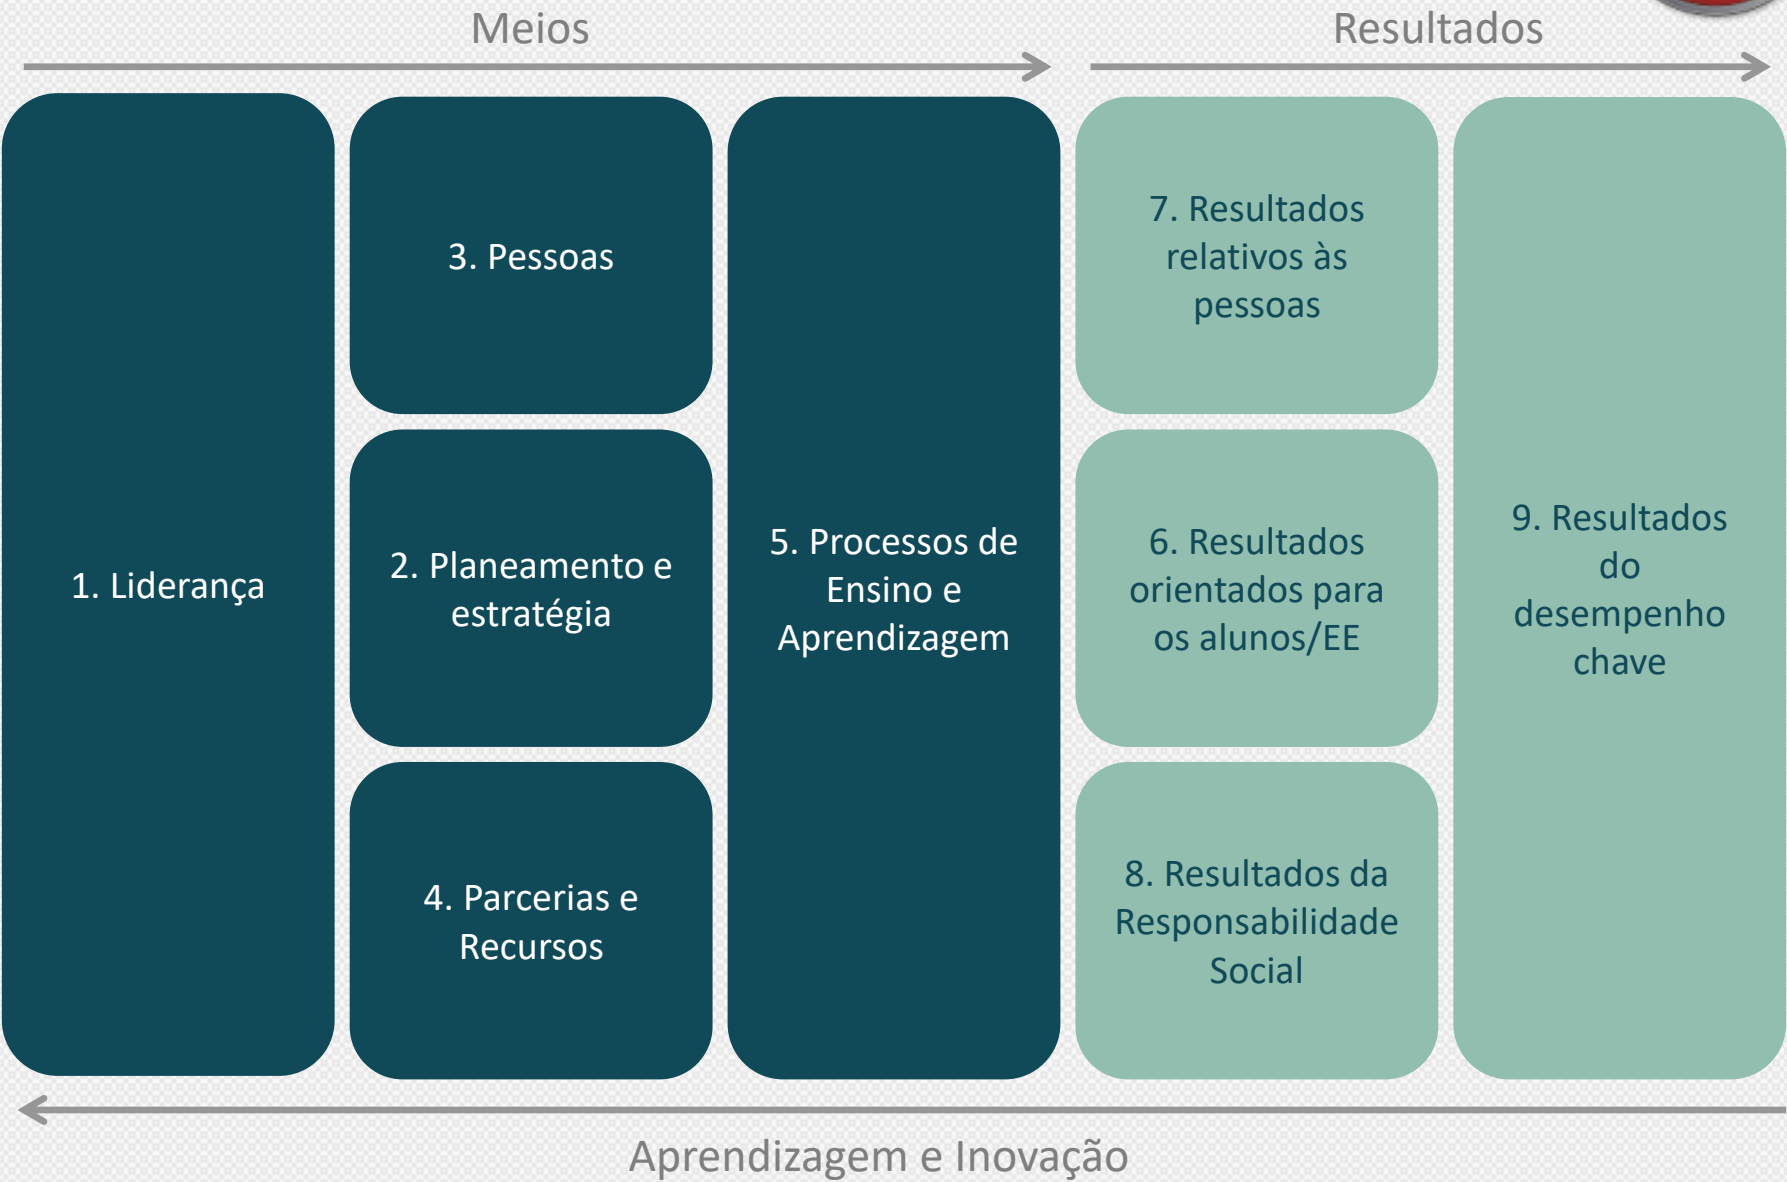 Meios
Resultados
1. Liderança
3. Pessoas
2. Planeamento e
estratégia
4. Parcerias e
Recursos
5. Processos de
Ensino e
Aprendizagem
7. Resultados
relativos às
pessoas
6. Resultados
orientados para
os alunos/EE
8. Resultados da
Responsabilidade
Social
9. Resultados
do
desempenho
chave
Aprendizagem e Inovação